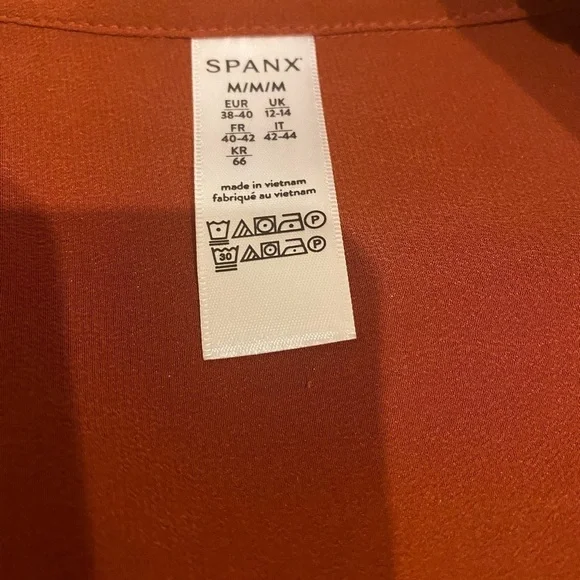 SPANX
M/M/M
EUR UK
38-40 12-14
FR IT
40-42 42-44
KR
66
made in vietnam
fabriqué au vietnam
P
30 P